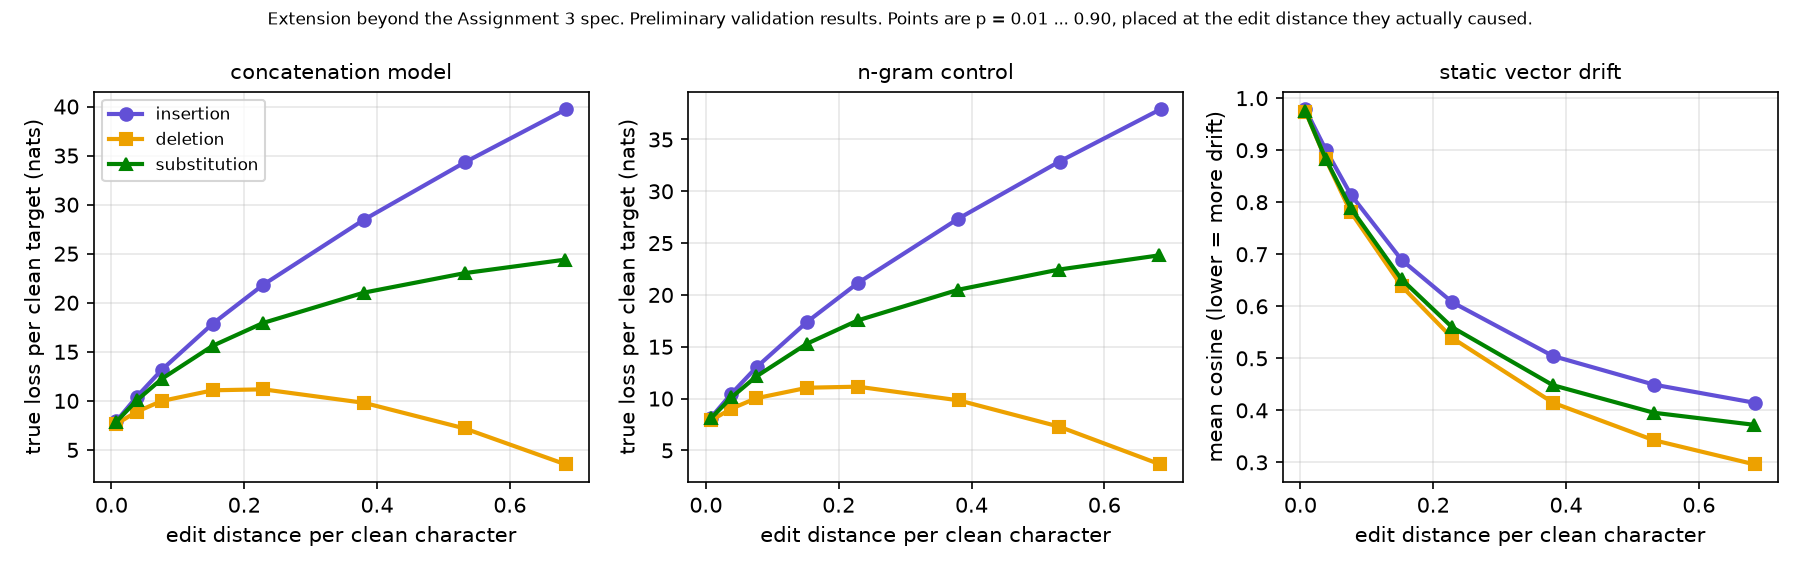 Extension beyond the Assignment 3 spec. Preliminary validation results. Points are p = 0.01 ... 0.90, placed at the edit distance they actually caused.
concatenation model
true loss per clean target (nats)
40
35
30
25
20
15
10
5
insertion
deletion
substitution
0.0 0.2 0.4 0.6
edit distance per clean character
n-gram control
true loss per clean target (nats)
35
30
25
20
15
10
5
0.0 0.2 0.4 0.6
edit distance per clean character
static vector drift
mean cosine (lower = more drift)
1.0
0.9
0.8
0.7
0.6
0.5
0.4
0.3
0.0 0.2 0.4 0.6
edit distance per clean character